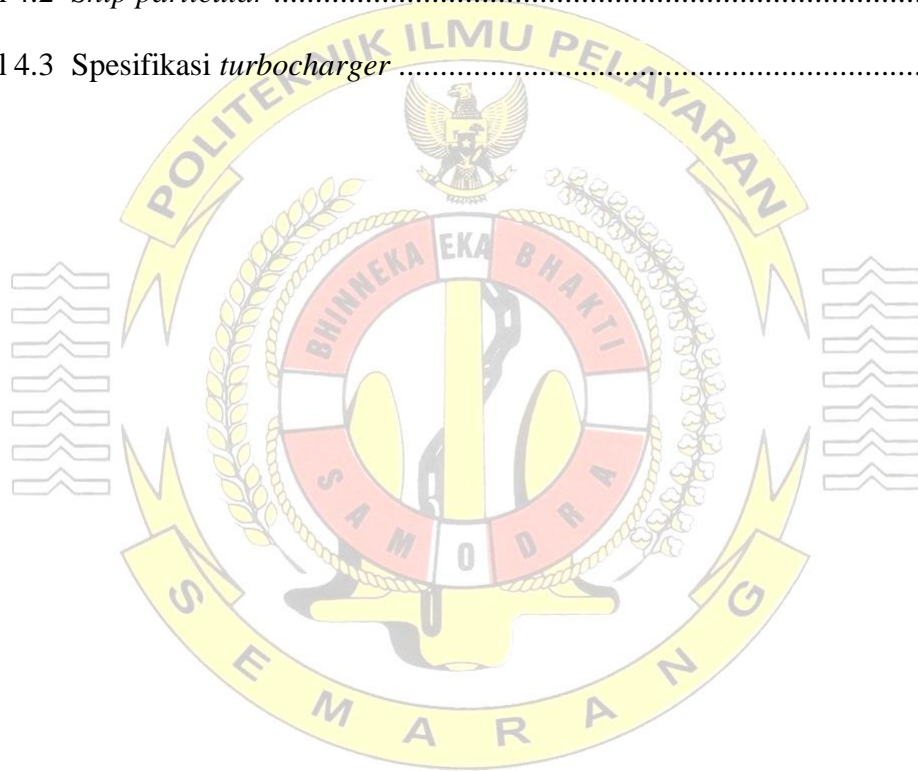 l 4.2 Ship particular ................................................................................
l 4.3 Spesifikasi turbocharger ..............................................................
POLITEKNIK ILMU PELAYARAN
BHINNEKA EKA BHAKTI
SAMODRA
SEMARANG